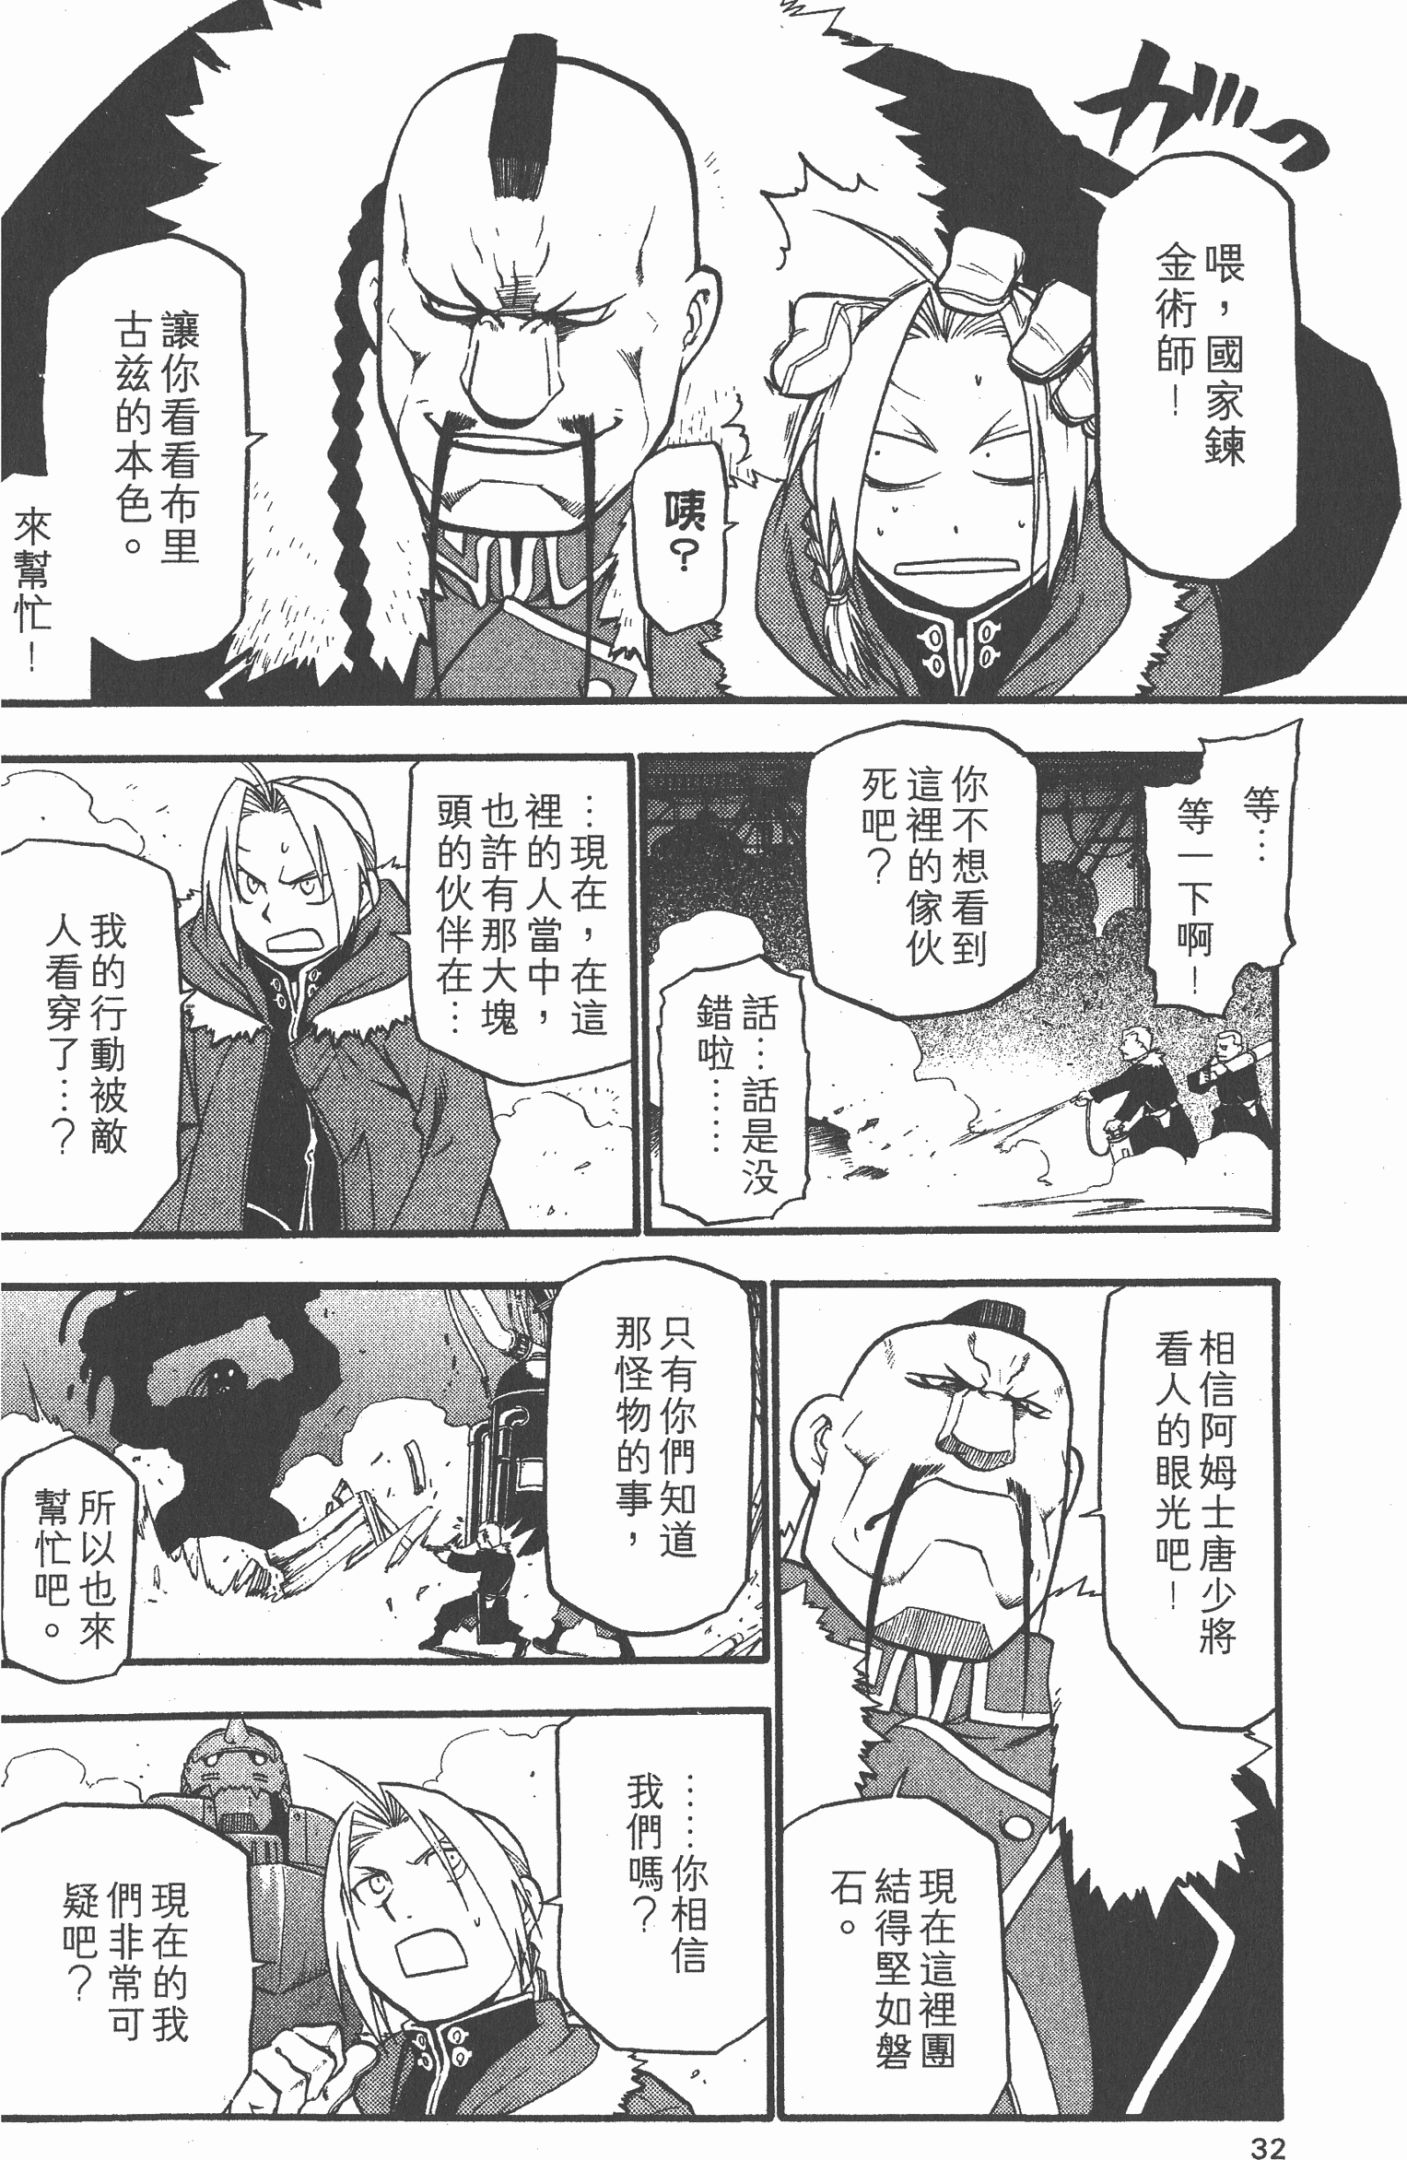 ガッ
喂，國家鍊
金術師！
咦？
讓你看看布里
古茲的本色。
來幫忙！
等…
等一下啊！
你不想看到
這裡的傢伙
死吧？
話…話是没
錯啦……
…現在，在這
裡的人當中，
也許有那大塊
頭的伙伴在…
我的行動被敵
人看穿了…？
相信阿姆士唐少將
看人的眼光吧！
現在這裡團
結得堅如磐
石。
只有你們知道
那怪物的事，
所以也來
幫忙吧。
……你相信
我們嗎？
現在的我
們非常可
疑吧？
32